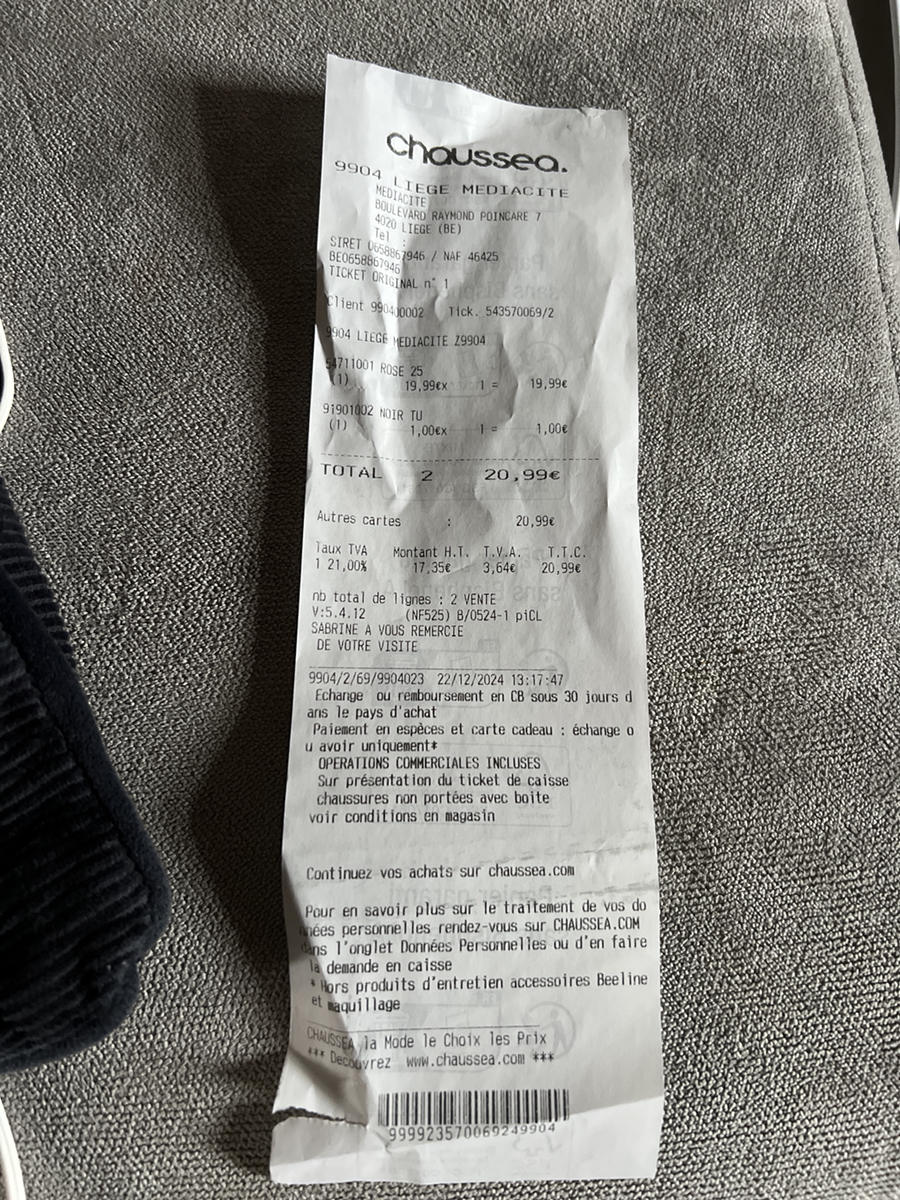 chaussea.
9904 LIEGE MEDIACITE
MEDIACITE
BOULEVARD RAYMOND POINCARE 7
4020 LIEGE (BE)
Tel :
SIRET 0658867946 / NAF 46425
BE0658867946
TICKET ORIGINAL n° 1
Client 990400002 Tick. 543570069/2
9904 LIEGE MEDIACITE Z9904
54711001 ROSE 25
(1) 19,99€x 1 = 19,99€
91901002 NOIR TU
(1) 1,00€x 1 = 1,00€
TOTAL 2 20,99€
Autres cartes : 20,99€
Taux TVA Montant H.T. T.V.A. T.T.C.
1 21,00% 17,35€ 3,64€ 20,99€
nb total de lignes : 2 VENTE
V:5.4.12 (NF525) B/0524-1 piCL
SABRINE A VOUS REMERCIE
DE VOTRE VISITE
9904/2/69/9904023 22/12/2024 13:17:47
Echange ou remboursement en CB sous 30 jours d
ans le pays d'achat
Paiement en espèces et carte cadeau : échange o
u avoir uniquement*
OPERATIONS COMMERCIALES INCLUSES
Sur présentation du ticket de caisse
chaussures non portées avec boite
voir conditions en magasin
Continuez vos achats sur chaussea.com
Pour en savoir plus sur le traitement de vos do
nnées personnelles rendez-vous sur CHAUSSEA.COM
dans l'onglet Données Personnelles ou d'en faire
la demande en caisse
* Hors produits d'entretien accessoires Beeline
et maquillage
CHAUSSEA la Mode le Choix les Prix
*** Decouvrez www.chaussea.com ***
999923570069249904